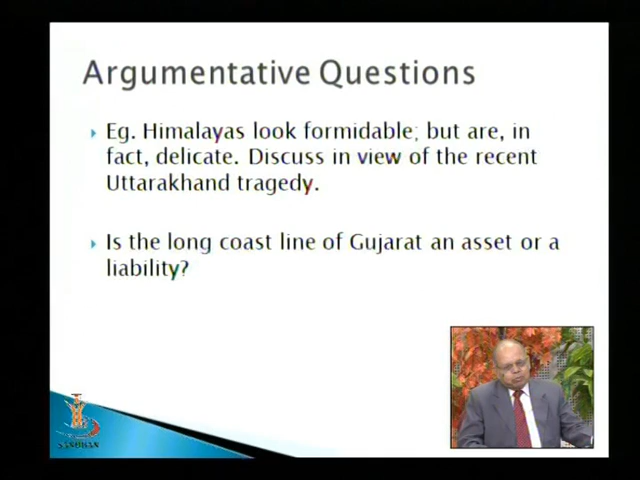 Argumentative Questions
Eg. Himalayas look formidable; but are, in
fact, delicate. Discuss in view of the recent
Uttarakhand tragedy.
Is the long coast line of Gujarat an asset or a
liability?
SANDHAN